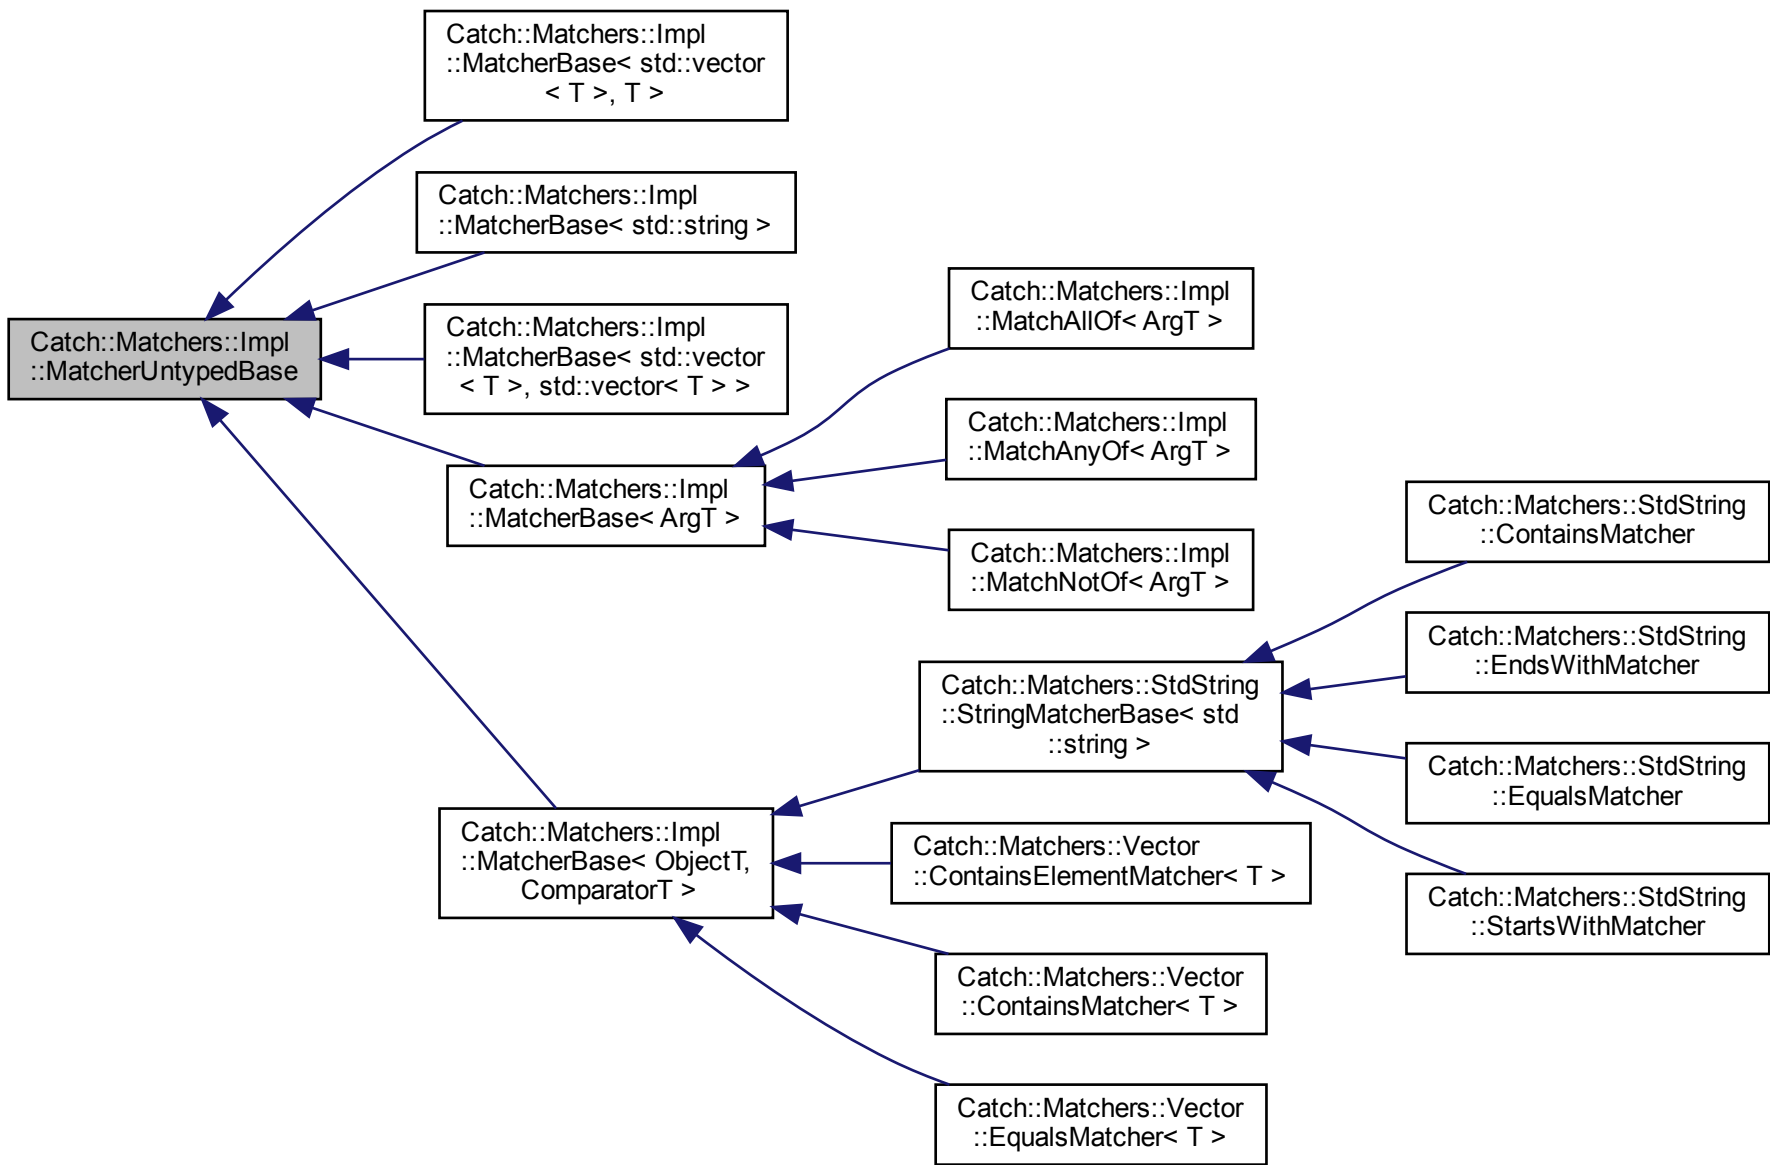 Catch::Matchers::Impl
::MatcherBase< std::vector
< T >, T >
Catch::Matchers::Impl
::MatcherBase< std::string >
Catch::Matchers::Impl
::MatcherUntypedBase
Catch::Matchers::Impl
::MatcherBase< std::vector
< T >, std::vector< T > >
Catch::Matchers::Impl
::MatcherBase< ArgT >
Catch::Matchers::Impl
::MatchAllOf< ArgT >
Catch::Matchers::Impl
::MatchAnyOf< ArgT >
Catch::Matchers::Impl
::MatchNotOf< ArgT >
Catch::Matchers::Impl
::MatcherBase< ObjectT,
ComparatorT >
Catch::Matchers::StdString
::StringMatcherBase< std
::string >
Catch::Matchers::Vector
::ContainsElementMatcher< T >
Catch::Matchers::Vector
::ContainsMatcher< T >
Catch::Matchers::Vector
::EqualsMatcher< T >
Catch::Matchers::StdString
::ContainsMatcher
Catch::Matchers::StdString
::EndsWithMatcher
Catch::Matchers::StdString
::EqualsMatcher
Catch::Matchers::StdString
::StartsWithMatcher